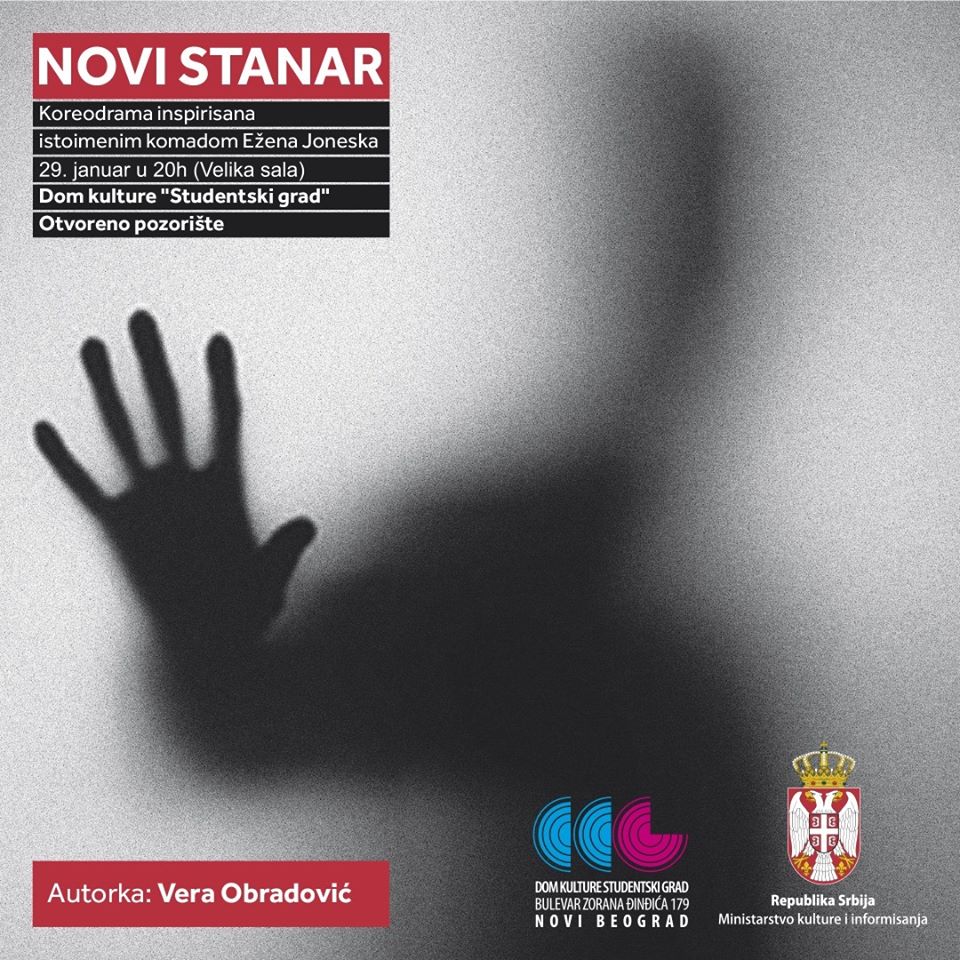 NOVI STANAR
Koreodrama inspirisana
istoimenim komadom Ežena Joneska
29. januar u 20h (Velika sala)
Dom kulture "Studentski grad"
Otvoreno pozorište
Autorka: Vera Obradović
DOM KULTURE STUDENTSKI GRAD
BULEVAR ZORANA ĐINĐIĆA 179
NOVI BEOGRAD
Republika Srbija
Ministarstvo kulture i informisanja